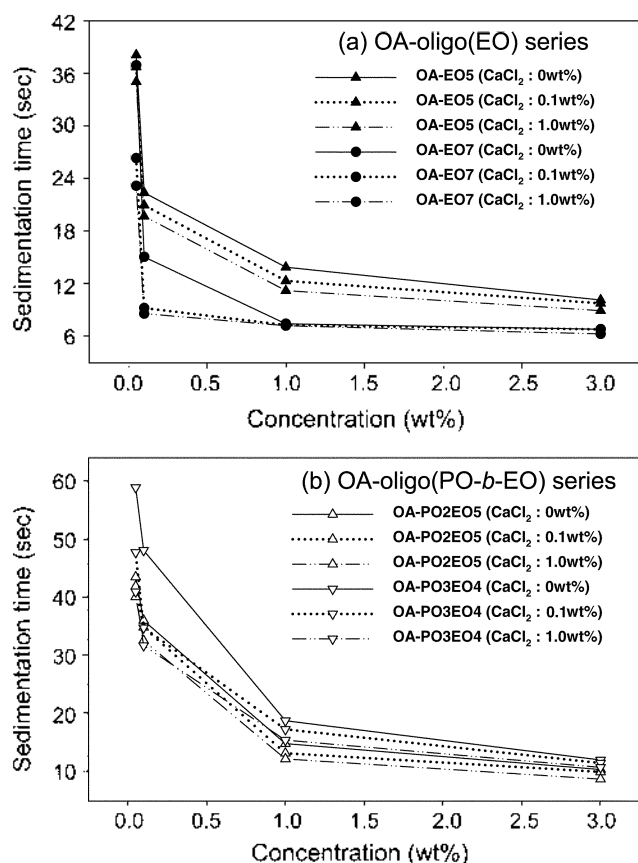 (a) OA-oligo(EO) series
42
36
30
24
18
12
6
Sedimentation time (sec)
OA-EO5 (CaCl₂ : 0wt%)
OA-EO5 (CaCl₂ : 0.1wt%)
OA-EO5 (CaCl₂ : 1.0wt%)
OA-EO7 (CaCl₂ : 0wt%)
OA-EO7 (CaCl₂ : 0.1wt%)
OA-EO7 (CaCl₂ : 1.0wt%)
0.0 0.5 1.0 1.5 2.0 2.5 3.0
Concentration (wt%)
(b) OA-oligo(PO-b-EO) series
60
50
40
30
20
10
Sedimentation time (sec)
OA-PO2EO5 (CaCl₂ : 0wt%)
OA-PO2EO5 (CaCl₂ : 0.1wt%)
OA-PO2EO5 (CaCl₂ : 1.0wt%)
OA-PO3EO4 (CaCl₂ : 0wt%)
OA-PO3EO4 (CaCl₂ : 0.1wt%)
OA-PO3EO4 (CaCl₂ : 1.0wt%)
0.0 0.5 1.0 1.5 2.0 2.5 3.0
Concentration (wt%)